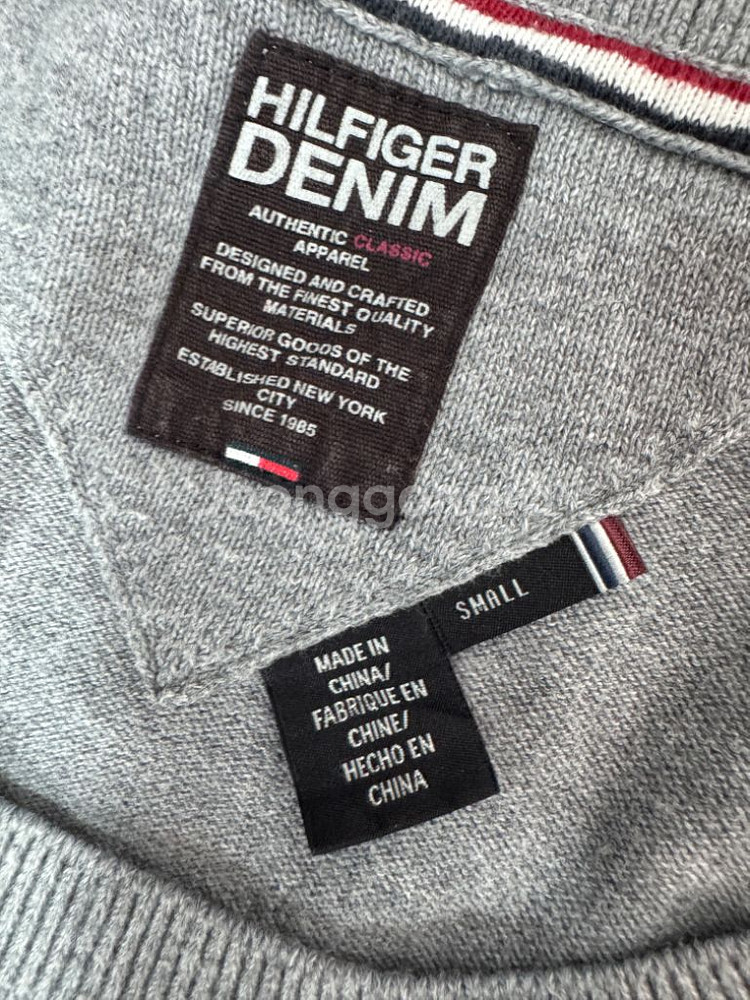 HILFIGER
DENIM
AUTHENTIC CLASSIC
APPAREL
DESIGNED AND CRAFTED
FROM THE FINEST QUALITY
MATERIALS
SUPERIOR GOODS OF THE
HIGHEST STANDARD
ESTABLISHED NEW YORK
CITY
SINCE 1985
SMALL
MADE IN
CHINA/
FABRIQUE EN
CHINE/
HECHO EN
CHINA